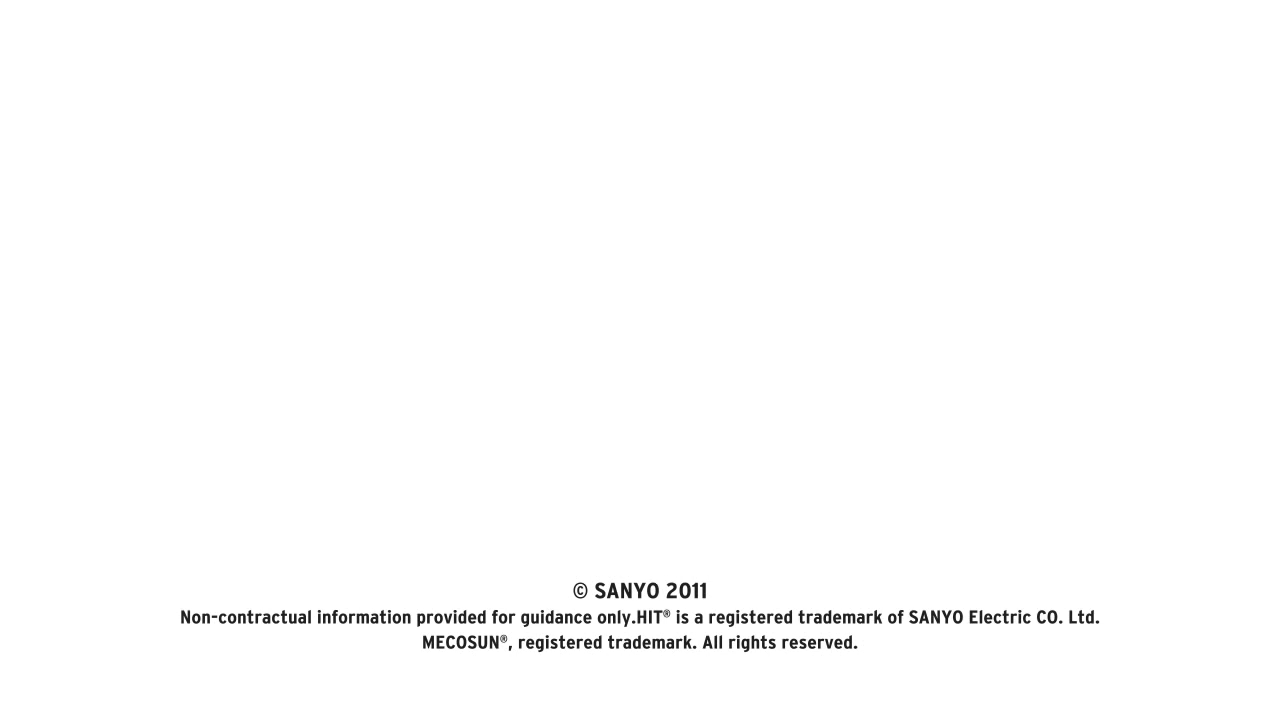 © SANYO 2011
Non-contractual information provided for guidance only.HIT® is a registered trademark of SANYO Electric CO. Ltd.
MECOSUN®, registered trademark. All rights reserved.